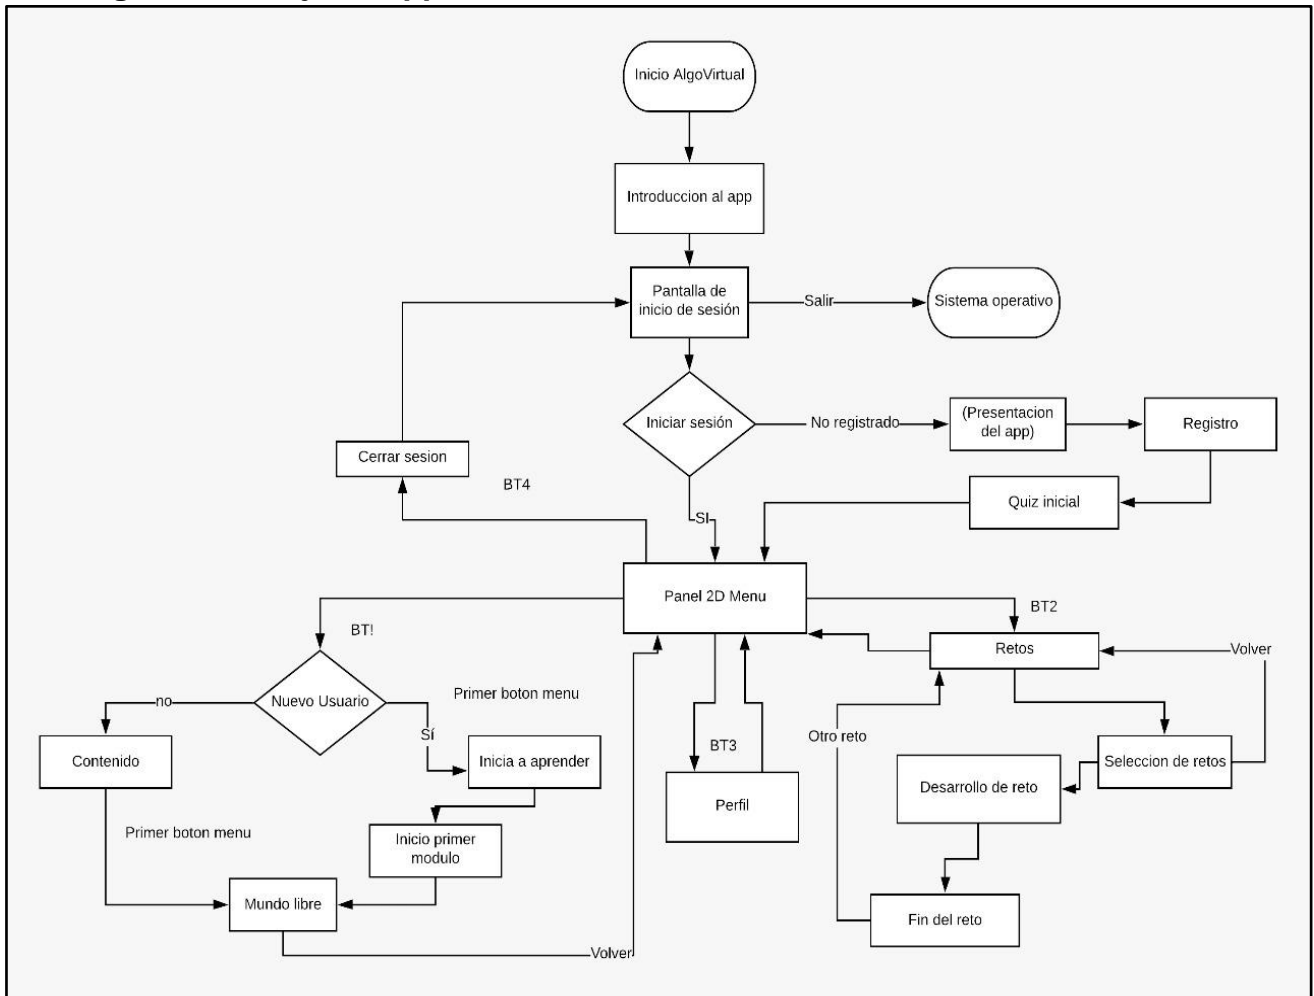 Inicio AlgoVirtual
Introduccion al app
Pantalla de
inicio de sesión
Salir
Sistema operativo
Iniciar sesión
No registrado
(Presentacion
del app)
Registro
Cerrar sesion
BT4
Quiz inicial
SI
Panel 2D Menu
BT2
BT!
Retos
Volver
Nuevo Usuario
no
Primer boton menu
Sí
Otro reto
BT3
Contenido
Inicia a aprender
Seleccion de retos
Desarrollo de reto
Perfil
Primer boton menu
Inicio primer
modulo
Mundo libre
Fin del reto
Volver